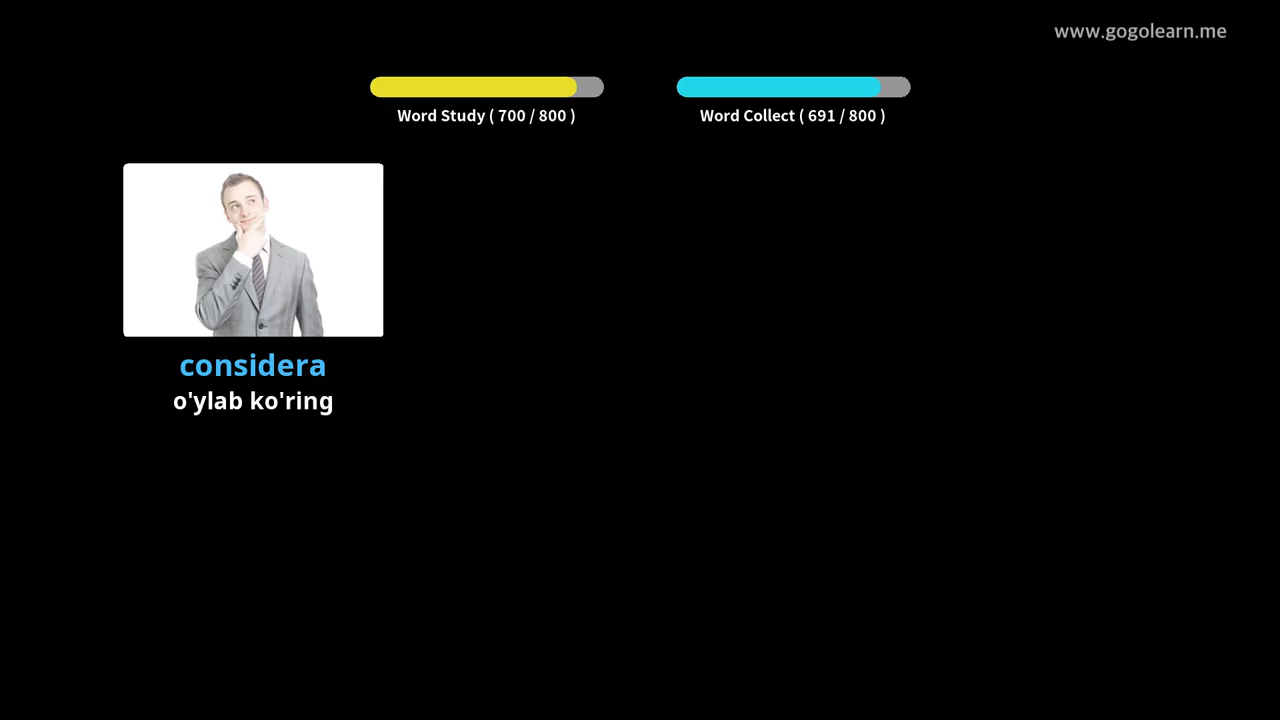 www.gogolearn.me
Word Study ( 700 / 800 )
Word Collect ( 691 / 800 )
considera
o'ylab ko'ring